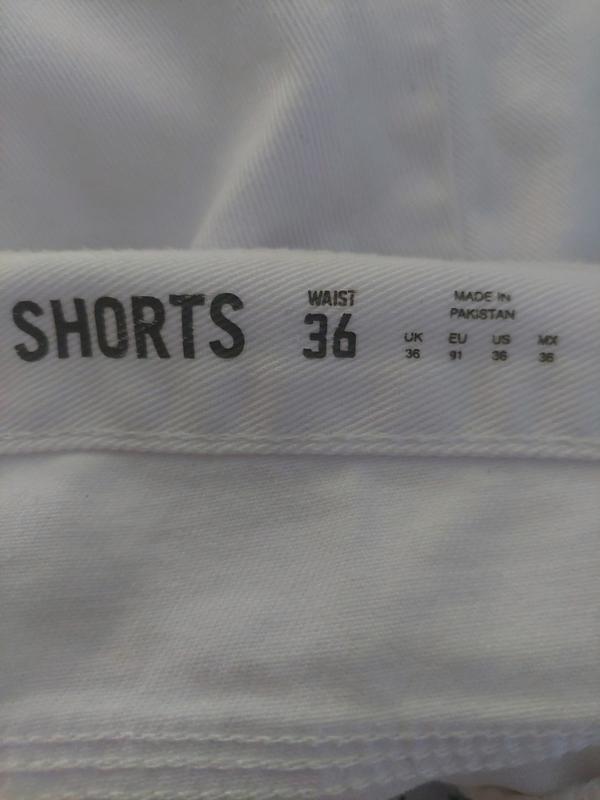 SHORTS
WAIST
36
MADE IN
PAKISTAN
UK EU US MX
36 91 36 36